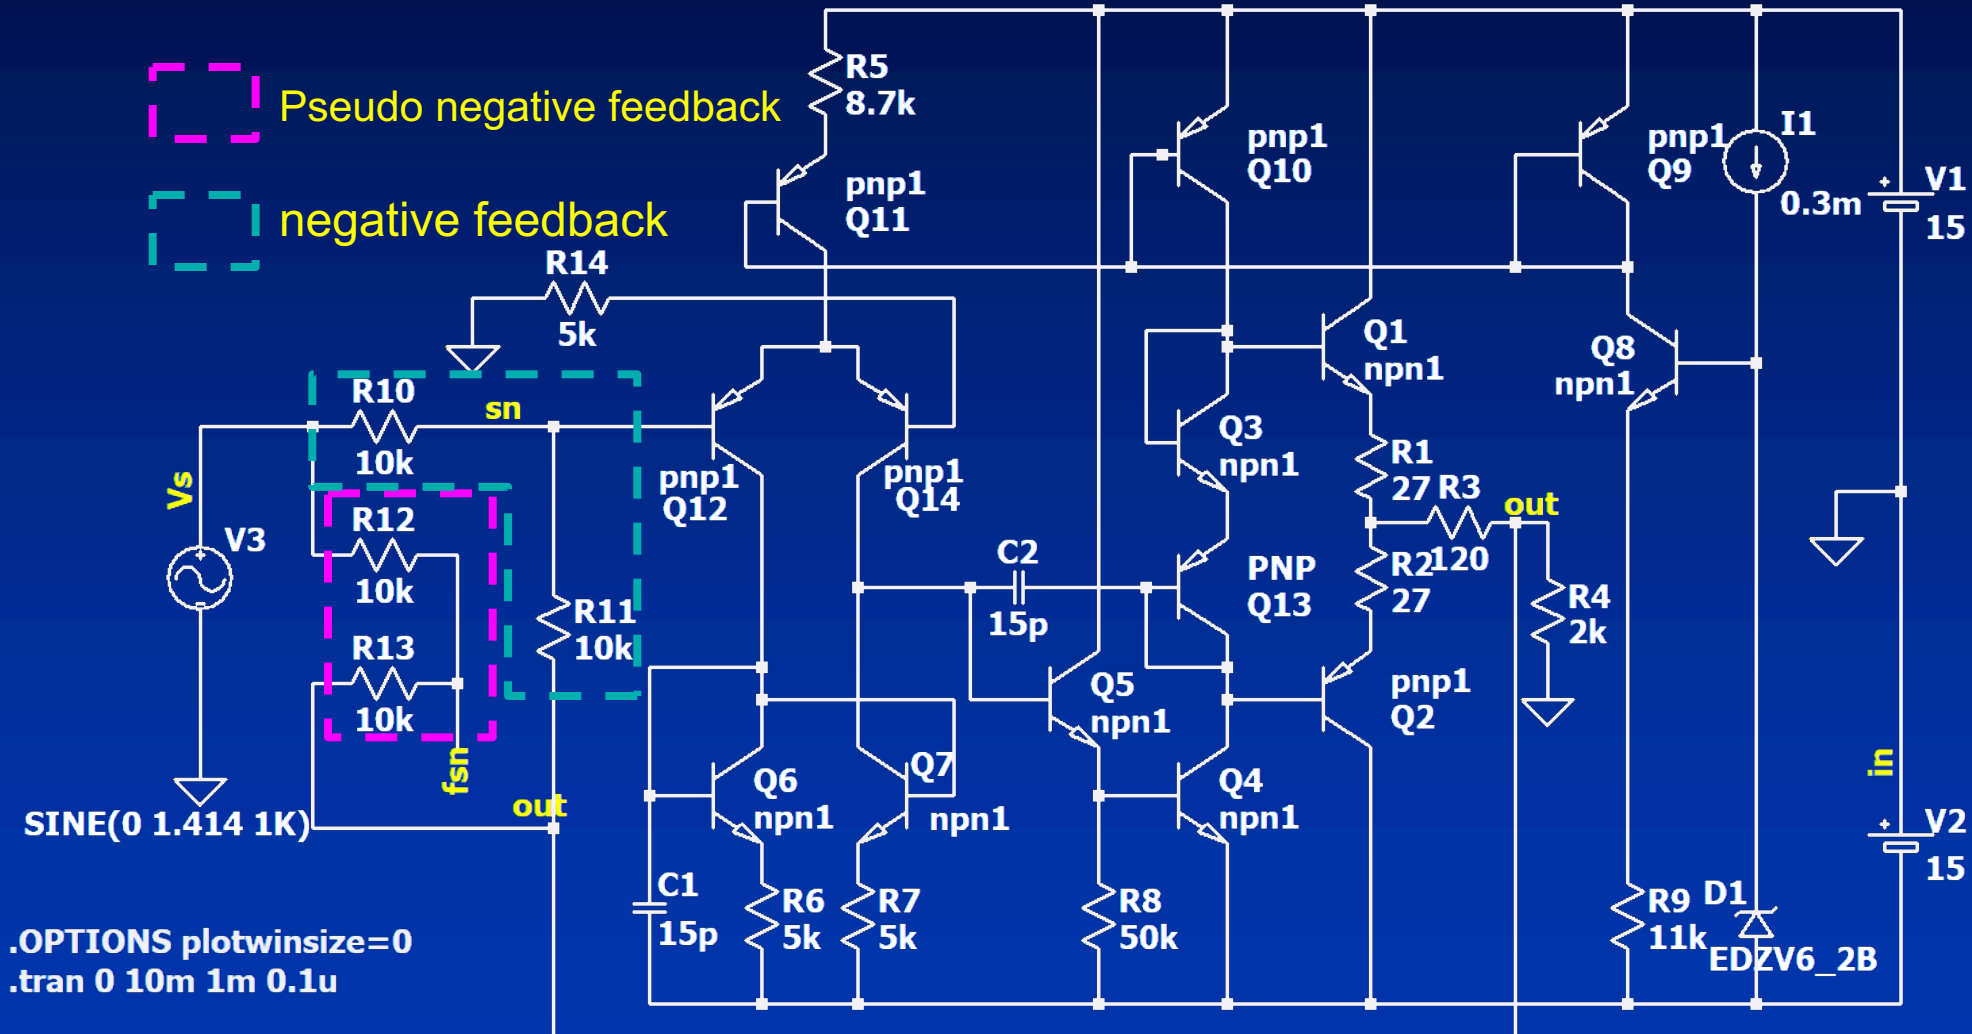 Pseudo negative feedback
negative feedback
R5
8.7k
pnp1
Q11
R14
5k
pnp1
Q10
pnp1
Q9
I1
0.3m
V1
15
R10
10k
sn
Vs
V3
R12
10k
R13
10k
R11
10k
fsn
out
SINE(0 1.414 1K)
pnp1
Q12
pnp1
Q14
C2
15p
Q3
npn1
PNP
Q13
Q1
npn1
R1
27
R3
120
out
R2
27
R4
2k
Q8
npn1
Q5
npn1
pnp1
Q2
Q6
npn1
Q7
npn1
Q4
npn1
in
V2
15
C1
15p
R6
5k
R7
5k
R8
50k
R9
11k
D1
EDZV6_2B
.OPTIONS plotwinsize=0
.tran 0 10m 1m 0.1u